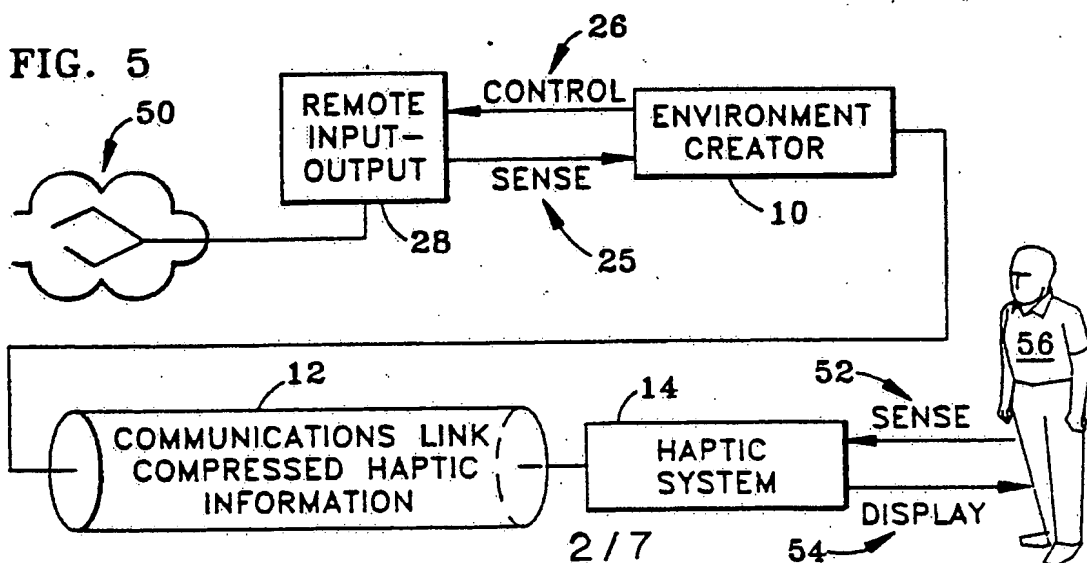 FIG. 5
50
REMOTE
INPUT-
OUTPUT
28
26
CONTROL
SENSE
25
ENVIRONMENT
CREATOR
10
12
COMMUNICATIONS LINK
COMPRESSED HAPTIC
INFORMATION
14
HAPTIC
SYSTEM
52
SENSE
DISPLAY
54
56
2/7